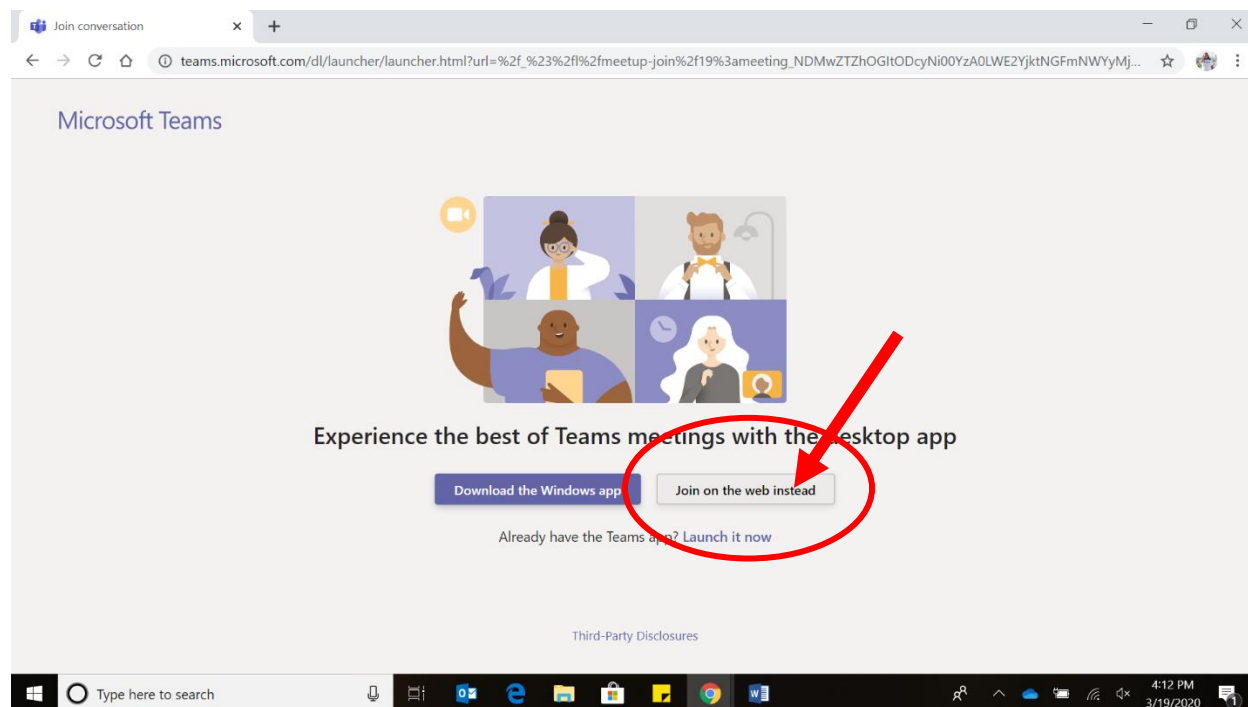 Join conversation
teams.microsoft.com/dl/launcher/launcher.html?url=%2f_%23%2fl%2fmeetup-join%2f19%3ameeting_NDMwZTZhOGItODcyNi00YzA0LWE2YjktNGFmNWYyMj...
Microsoft Teams
Experience the best of Teams meetings with the desktop app
Download the Windows app Join on the web instead
Already have the Teams app? Launch it now
Third-Party Disclosures
Type here to search
4:12 PM
3/19/2020
1